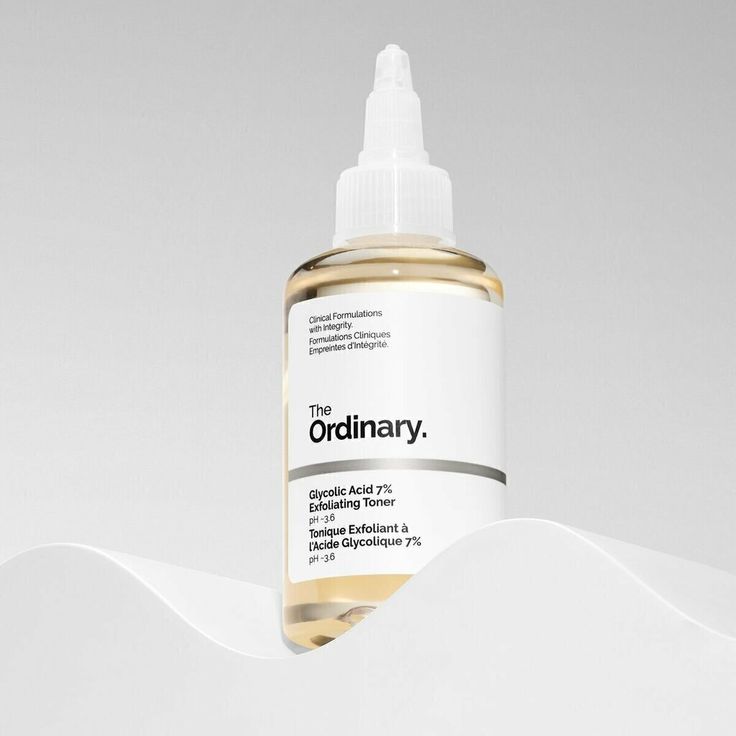 Clinical Formulations
with Integrity.
Formulations Cliniques
Empreintes d'Intégrité.
The
Ordinary.
Glycolic Acid 7%
Exfoliating Toner
pH ~3.6
Tonique Exfoliant à
l'Acide Glycolique 7%
pH ~3.6